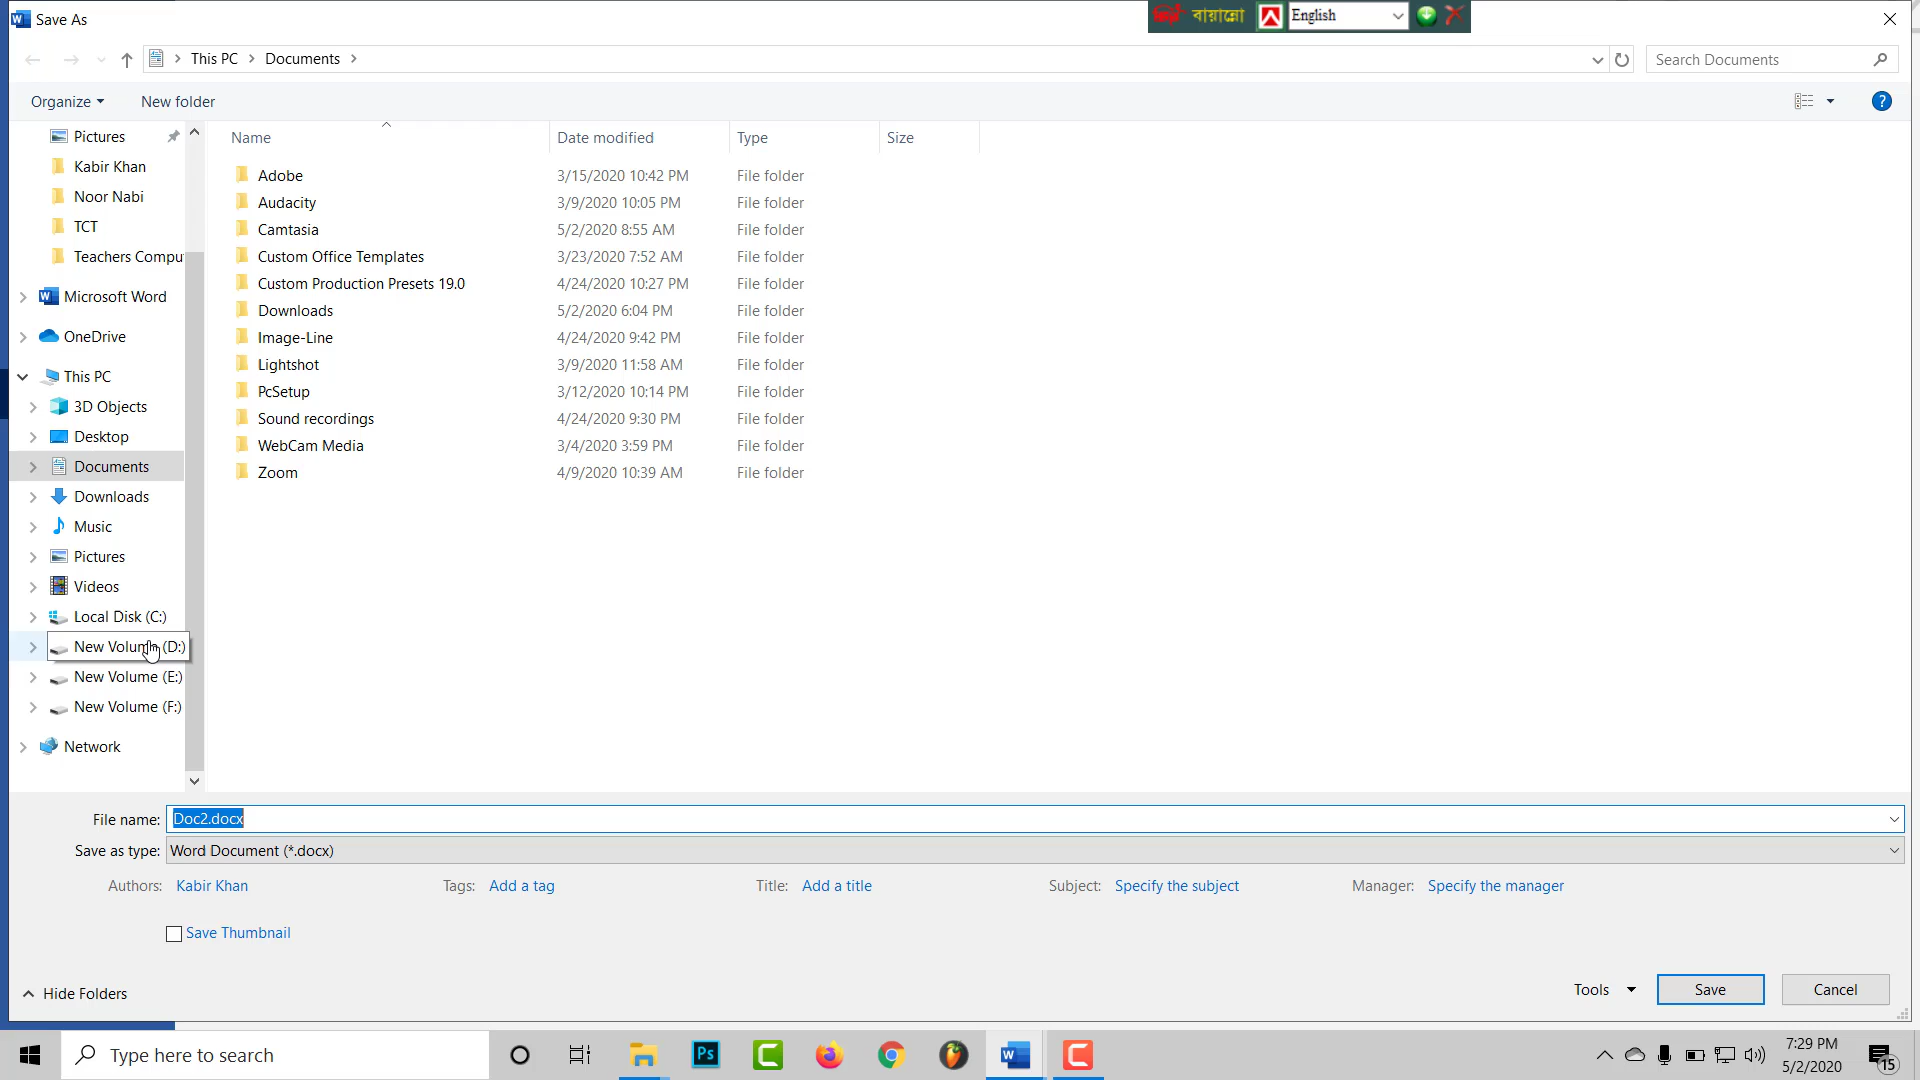 Save As
বায়ান্নো
English
This PC
Documents
Search Documents
Organize
New folder
?
Name
Date modified
Type
Size
Pictures
Kabir Khan
Noor Nabi
TCT
Teachers Compu
Microsoft Word
OneDrive
This PC
3D Objects
Desktop
Documents
Downloads
Music
Pictures
Videos
Local Disk (C:)
New Volume (D:)
New Volume (E:)
New Volume (F:)
Network
Adobe 3/15/2020 10:42 PM File folder
Audacity 3/9/2020 10:05 PM File folder
Camtasia 5/2/2020 8:55 AM File folder
Custom Office Templates 3/23/2020 7:52 AM File folder
Custom Production Presets 19.0 4/24/2020 10:27 PM File folder
Downloads 5/2/2020 6:04 PM File folder
Image-Line 4/24/2020 9:42 PM File folder
Lightshot 3/9/2020 11:58 AM File folder
PcSetup 3/12/2020 10:14 PM File folder
Sound recordings 4/24/2020 9:30 PM File folder
WebCam Media 3/4/2020 3:59 PM File folder
Zoom 4/9/2020 10:39 AM File folder
File name: Doc2.docx
Save as type: Word Document (*.docx)
Authors: Kabir Khan Tags: Add a tag Title: Add a title Subject: Specify the subject Manager: Specify the manager
Save Thumbnail
Hide Folders
Tools
Save
Cancel
Type here to search
Ps
7:29 PM
5/2/2020
15